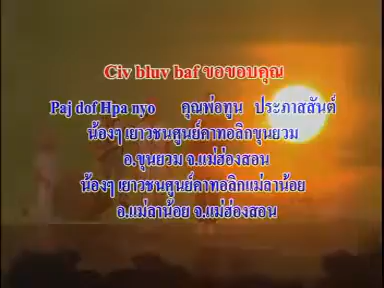 Civ bluv baf ขอขอบคุณ
Paj dof Hpa nyo คุณพ่อทูน ประภาสสันต์
น้องๆ เยาวชนศูนย์คาทอลิกขุนยวม
อ.ขุนยวม จ.แม่ฮ่องสอน
น้องๆ เยาวชนศูนย์คาทอลิกแม่ลาน้อย
อ.แม่ลาน้อย จ.แม่ฮ่องสอน